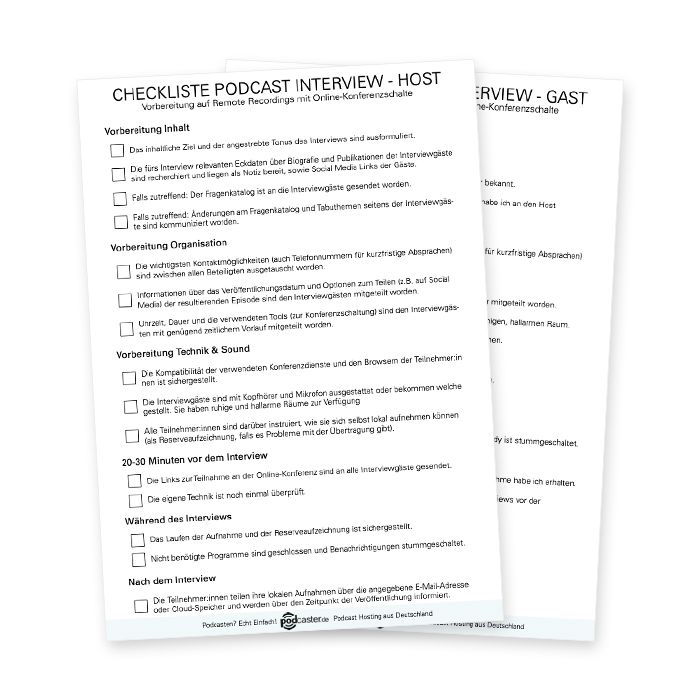 CHECKLISTE PODCAST INTERVIEW - HOST
Vorbereitung auf Remote Recordings mit Online-Konferenzschalte
Vorbereitung Inhalt
Das inhaltliche Ziel und der angestrebte Tonus des Interviews sind ausformuliert.
Die fürs Interview relevanten Eckdaten über Biografie und Publikationen der Interviewgäste
sind recherchiert und liegen als Notiz bereit, sowie Social Media Links der Gäste.
Falls zutreffend: Der Fragenkatalog ist an die Interviewgäste gesendet worden.
Falls zutreffend: Änderungen am Fragenkatalog und Tabuthemen seitens der Interviewgäs-
te sind kommuniziert worden.
Vorbereitung Organisation
Die wichtigsten Kontaktmöglichkeiten (auch Telefonnummern für kurzfristige Absprachen)
sind zwischen allen Beteiligten ausgetauscht worden.
Informationen über das Veröffentlichungsdatum und Optionen zum Teilen (z.B. auf Social
Media) der resultierenden Episode sind den Interviewgästen mitgeteilt worden.
Uhrzeit, Dauer und die verwendeten Tools (zur Konferenzschaltung) sind den Interviewgäs-
ten mit genügend zeitlichem Vorlauf mitgeteilt worden.
Vorbereitung Technik & Sound
Die Kompatibilität der verwendeten Konferenzdienste und den Browsern der Teilnehmer:in
nen ist sichergestellt.
Die Interviewgäste sind mit Kopfhörer und Mikrofon ausgestattet oder bekommen welche
gestellt. Sie haben ruhige und hallarme Räume zur Verfügung
Alle Teilnehmer:innen sind darüber instruiert, wie sie sich selbst lokal aufnehmen können
(als Reserveaufzeichnung, falls es Probleme mit der Übertragung gibt).
20-30 Minuten vor dem Interview
Die Links zur Teilnahme an der Online-Konferenz sind an alle Interviewgäste gesendet.
Die eigene Technik ist noch einmal überprüft.
Während des Interviews
Das Laufen der Aufnahme und der Reserveaufzeichnung ist sichergestellt.
Nicht benötigte Programme sind geschlossen und Benachrichtigungen stummgeschaltet.
Nach dem Interview
Die Teilnehmer:innen teilen ihre lokalen Aufnahmen über die angegebene E-Mail-Adresse
oder Cloud-Speicher und werden über den Zeitpunkt der Veröffentlichung informiert.
Podcasten? Echt Einfach! podcaster.de Podcast Hosting aus Deutschland
ERVIEW - GAST
ne-Konferenzschalte
bekannt.
habe ich an den Host
für kurzfristige Absprachen)
mitgeteilt worden.
nigen, hallarmen Raum.
nen.
dy ist stummgeschaltet.
hme habe ich erhalten.
ews vor der
Hosting aus Deutschland